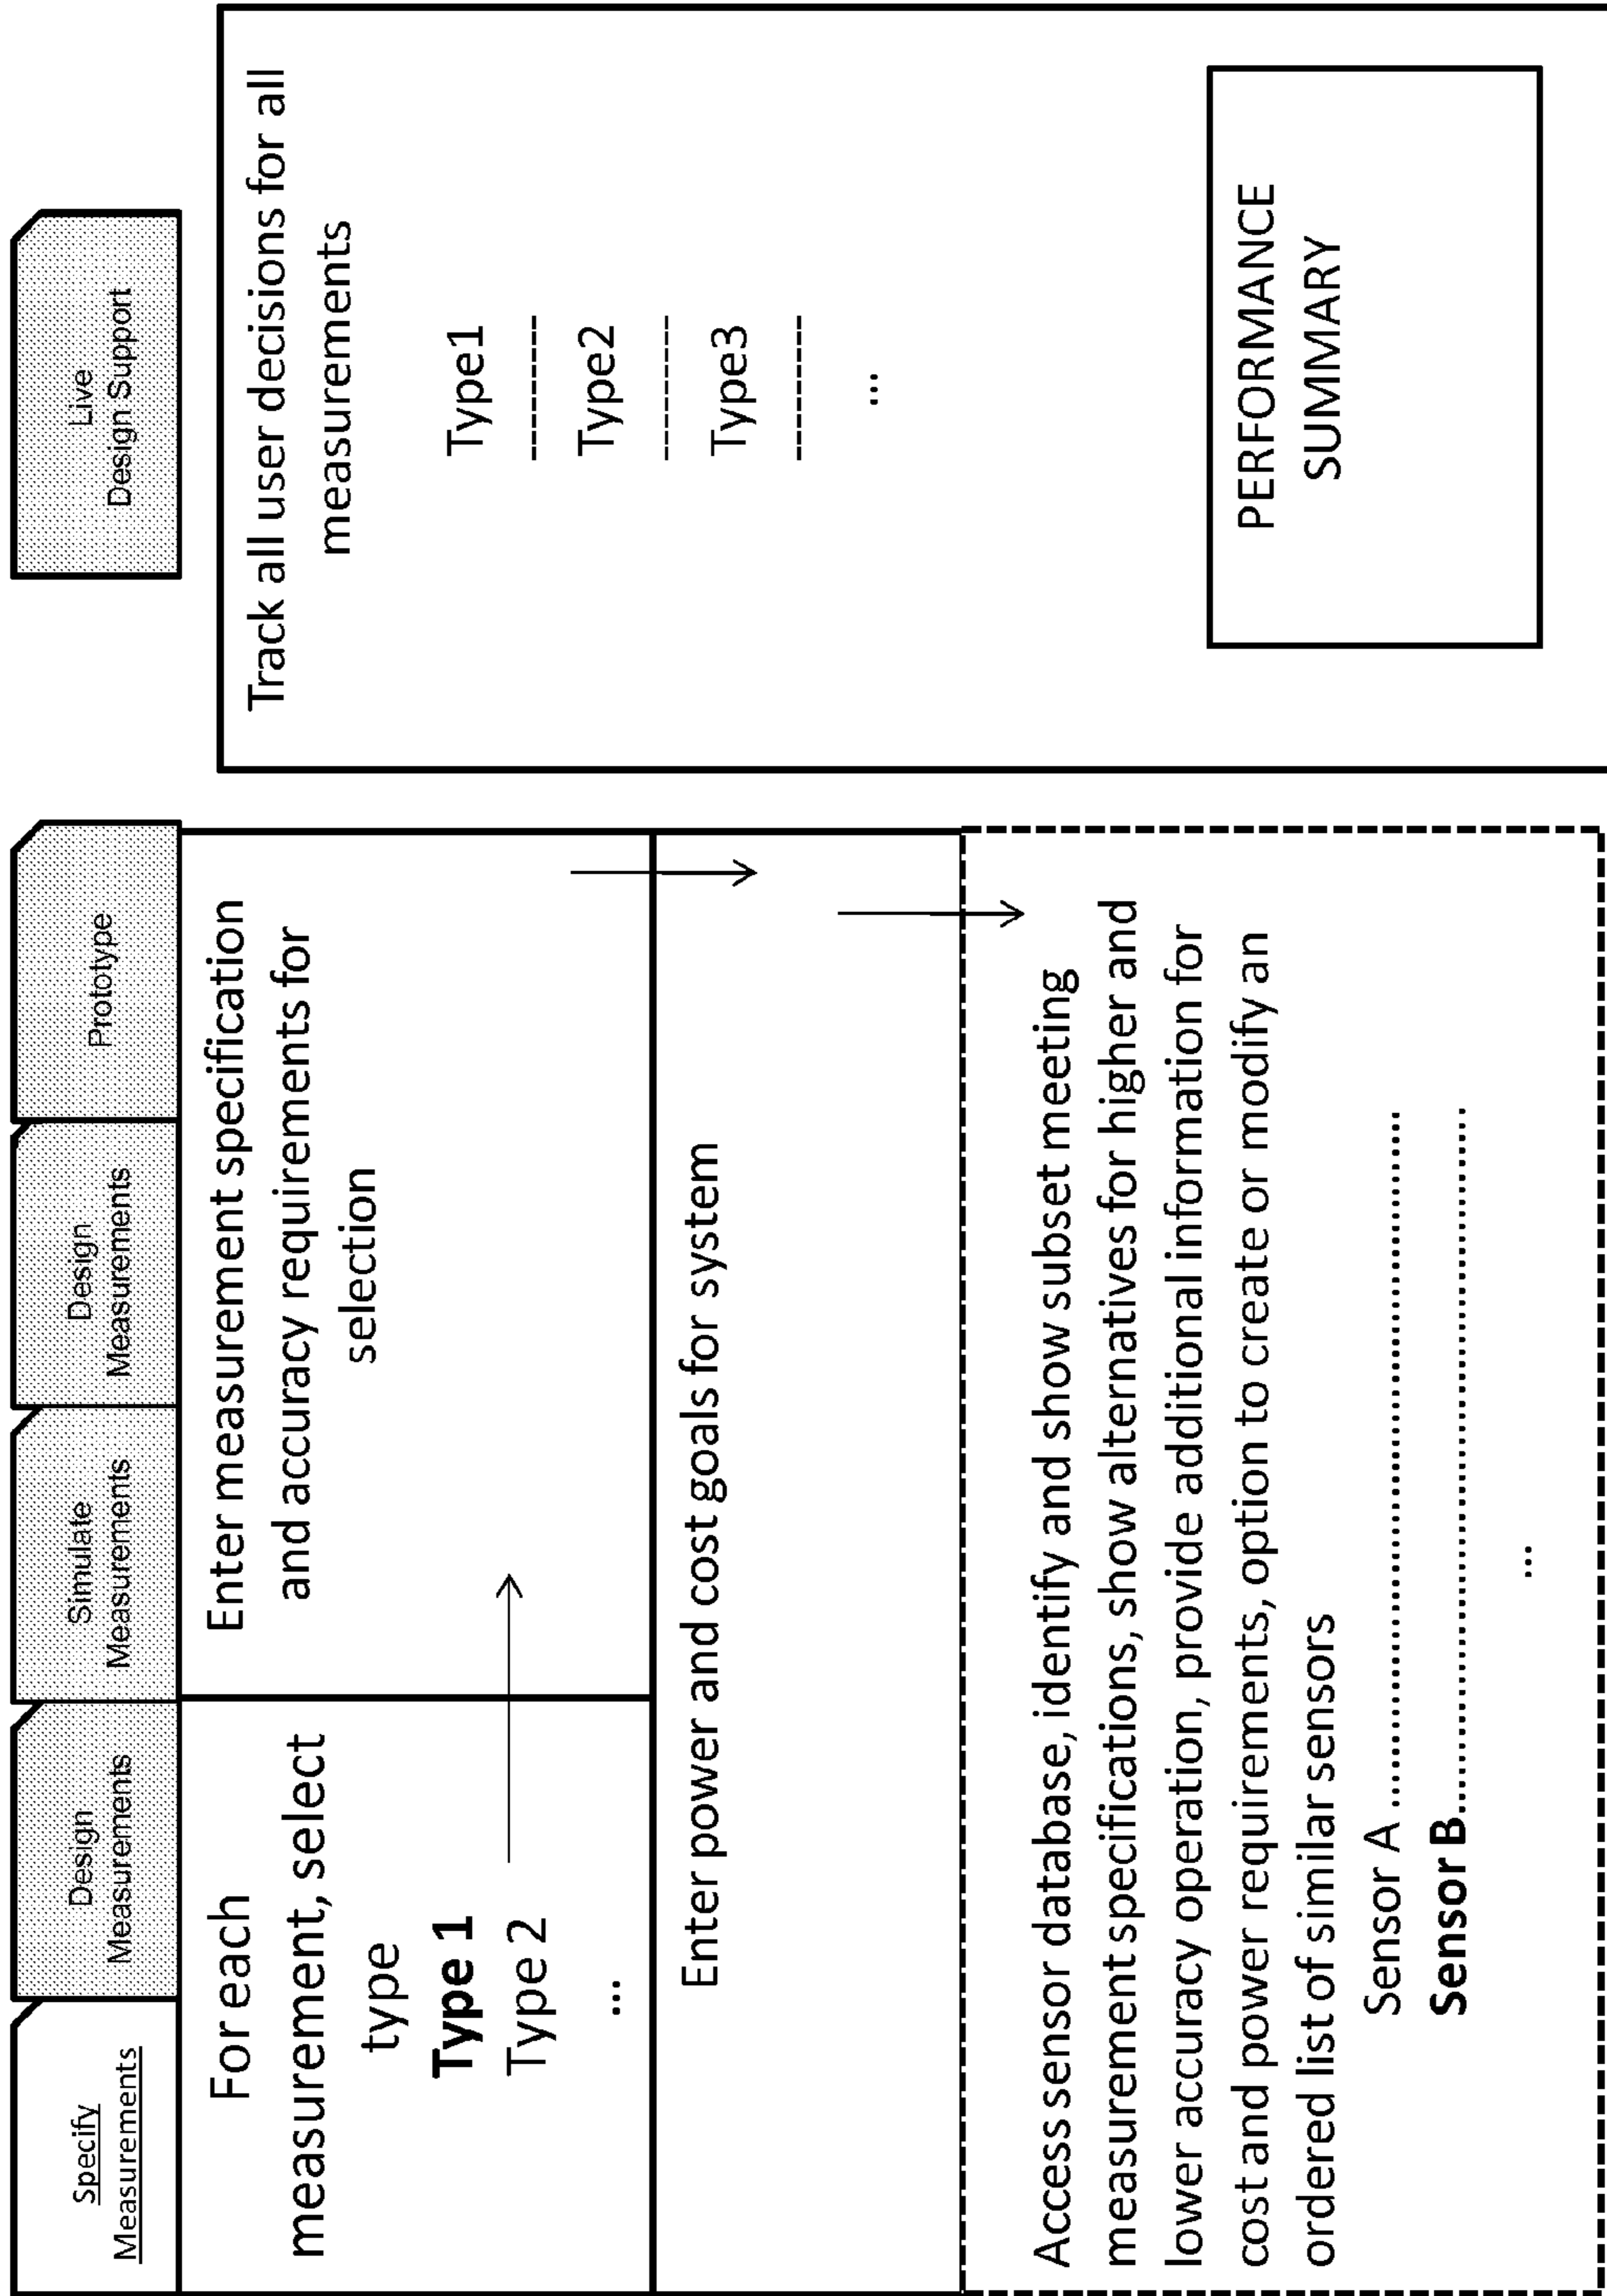 Specify
Measurements
Design
Measurements
Simulate
Measurements
Design
Measurements
Prototype
Live
Design Support
For each
measurement, select
type
Type 1
Type 2
...
Enter measurement specification
and accuracy requirements for
selection
Enter power and cost goals for system
Access sensor database, identify and show subset meeting
measurement specifications, show alternatives for higher and
lower accuracy operation, provide additional information for
cost and power requirements, option to create or modify an
ordered list of similar sensors
Sensor A ................................................................
Sensor B................................................................
...
Track all user decisions for all
measurements
Type1
-----------
Type2
-----------
Type3
-----------
...
PERFORMANCE
SUMMARY